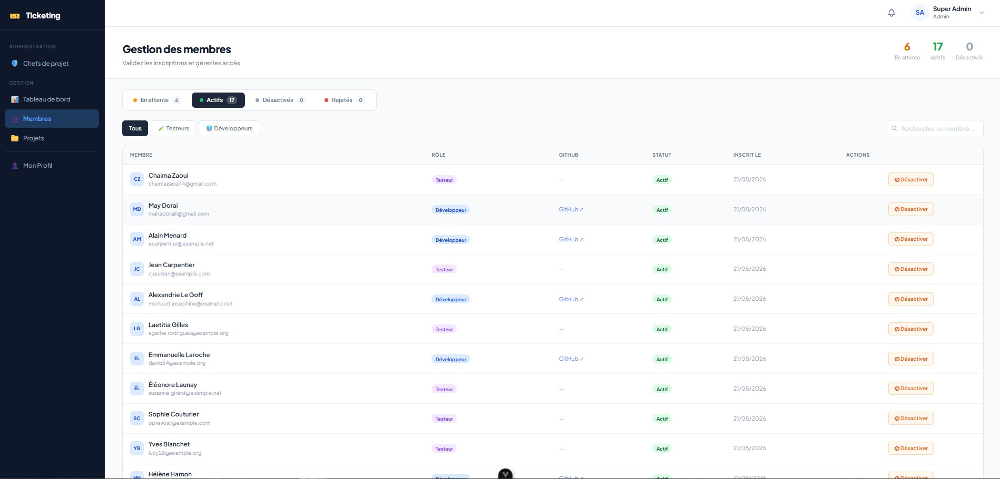 Ticketing
SA Super Admin
Admin
ADMINISTRATION
Chefs de projet
GESTION
Tableau de bord
Membres
Projets
Mon Profil
Gestion des membres
Validez les inscriptions et gérez les accès
6 17 0
En attente Actifs Désactivés
En attente 6 Actifs 17 Désactivés 0 Rejetés 0
Tous Testeurs Développeurs Rechercher un membre...
MEMBRE RÔLE GITHUB STATUT INSCRIT LE ACTIONS
CZ Chaima Zaoui Testeur — Actif 21/05/2026 Désactiver
chaimazaoui14@gmail.com
MD May Dorai Développeur GitHub ↗ Actif 21/05/2026 Désactiver
mahadoraiii@gmail.com
AM Alain Menard Développeur GitHub ↗ Actif 21/05/2026 Désactiver
ecarpentier@example.net
JC Jean Carpentier Testeur — Actif 21/05/2026 Désactiver
njourdan@example.com
AL Alexandrie Le Goff Développeur GitHub ↗ Actif 21/05/2026 Désactiver
michaud.josephine@example.net
LG Laetitia Gilles Testeur — Actif 21/05/2026 Désactiver
agathe.rodrigues@example.org
EL Emmanuelle Laroche Développeur GitHub ↗ Actif 21/05/2026 Désactiver
david54@example.org
ÉL Éléonore Launay Testeur — Actif 21/05/2026 Désactiver
susanne.girard@example.net
SC Sophie Couturier Testeur — Actif 21/05/2026 Désactiver
oprevost@example.com
YB Yves Blanchet Testeur — Actif 21/05/2026 Désactiver
lucy26@example.org
HH Hélène Hamon Développeur GitHub ↗ Actif 21/05/2026 Désactiver